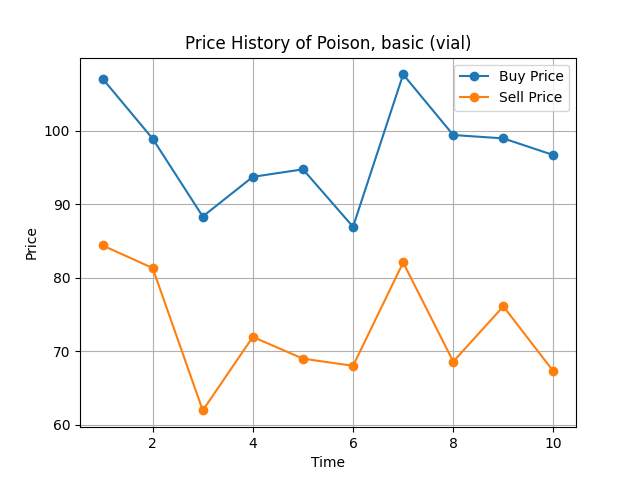 Price History of Poison, basic (vial)
Buy Price
Sell Price
Price
100
90
80
70
60
2 4 6 8 10
Time